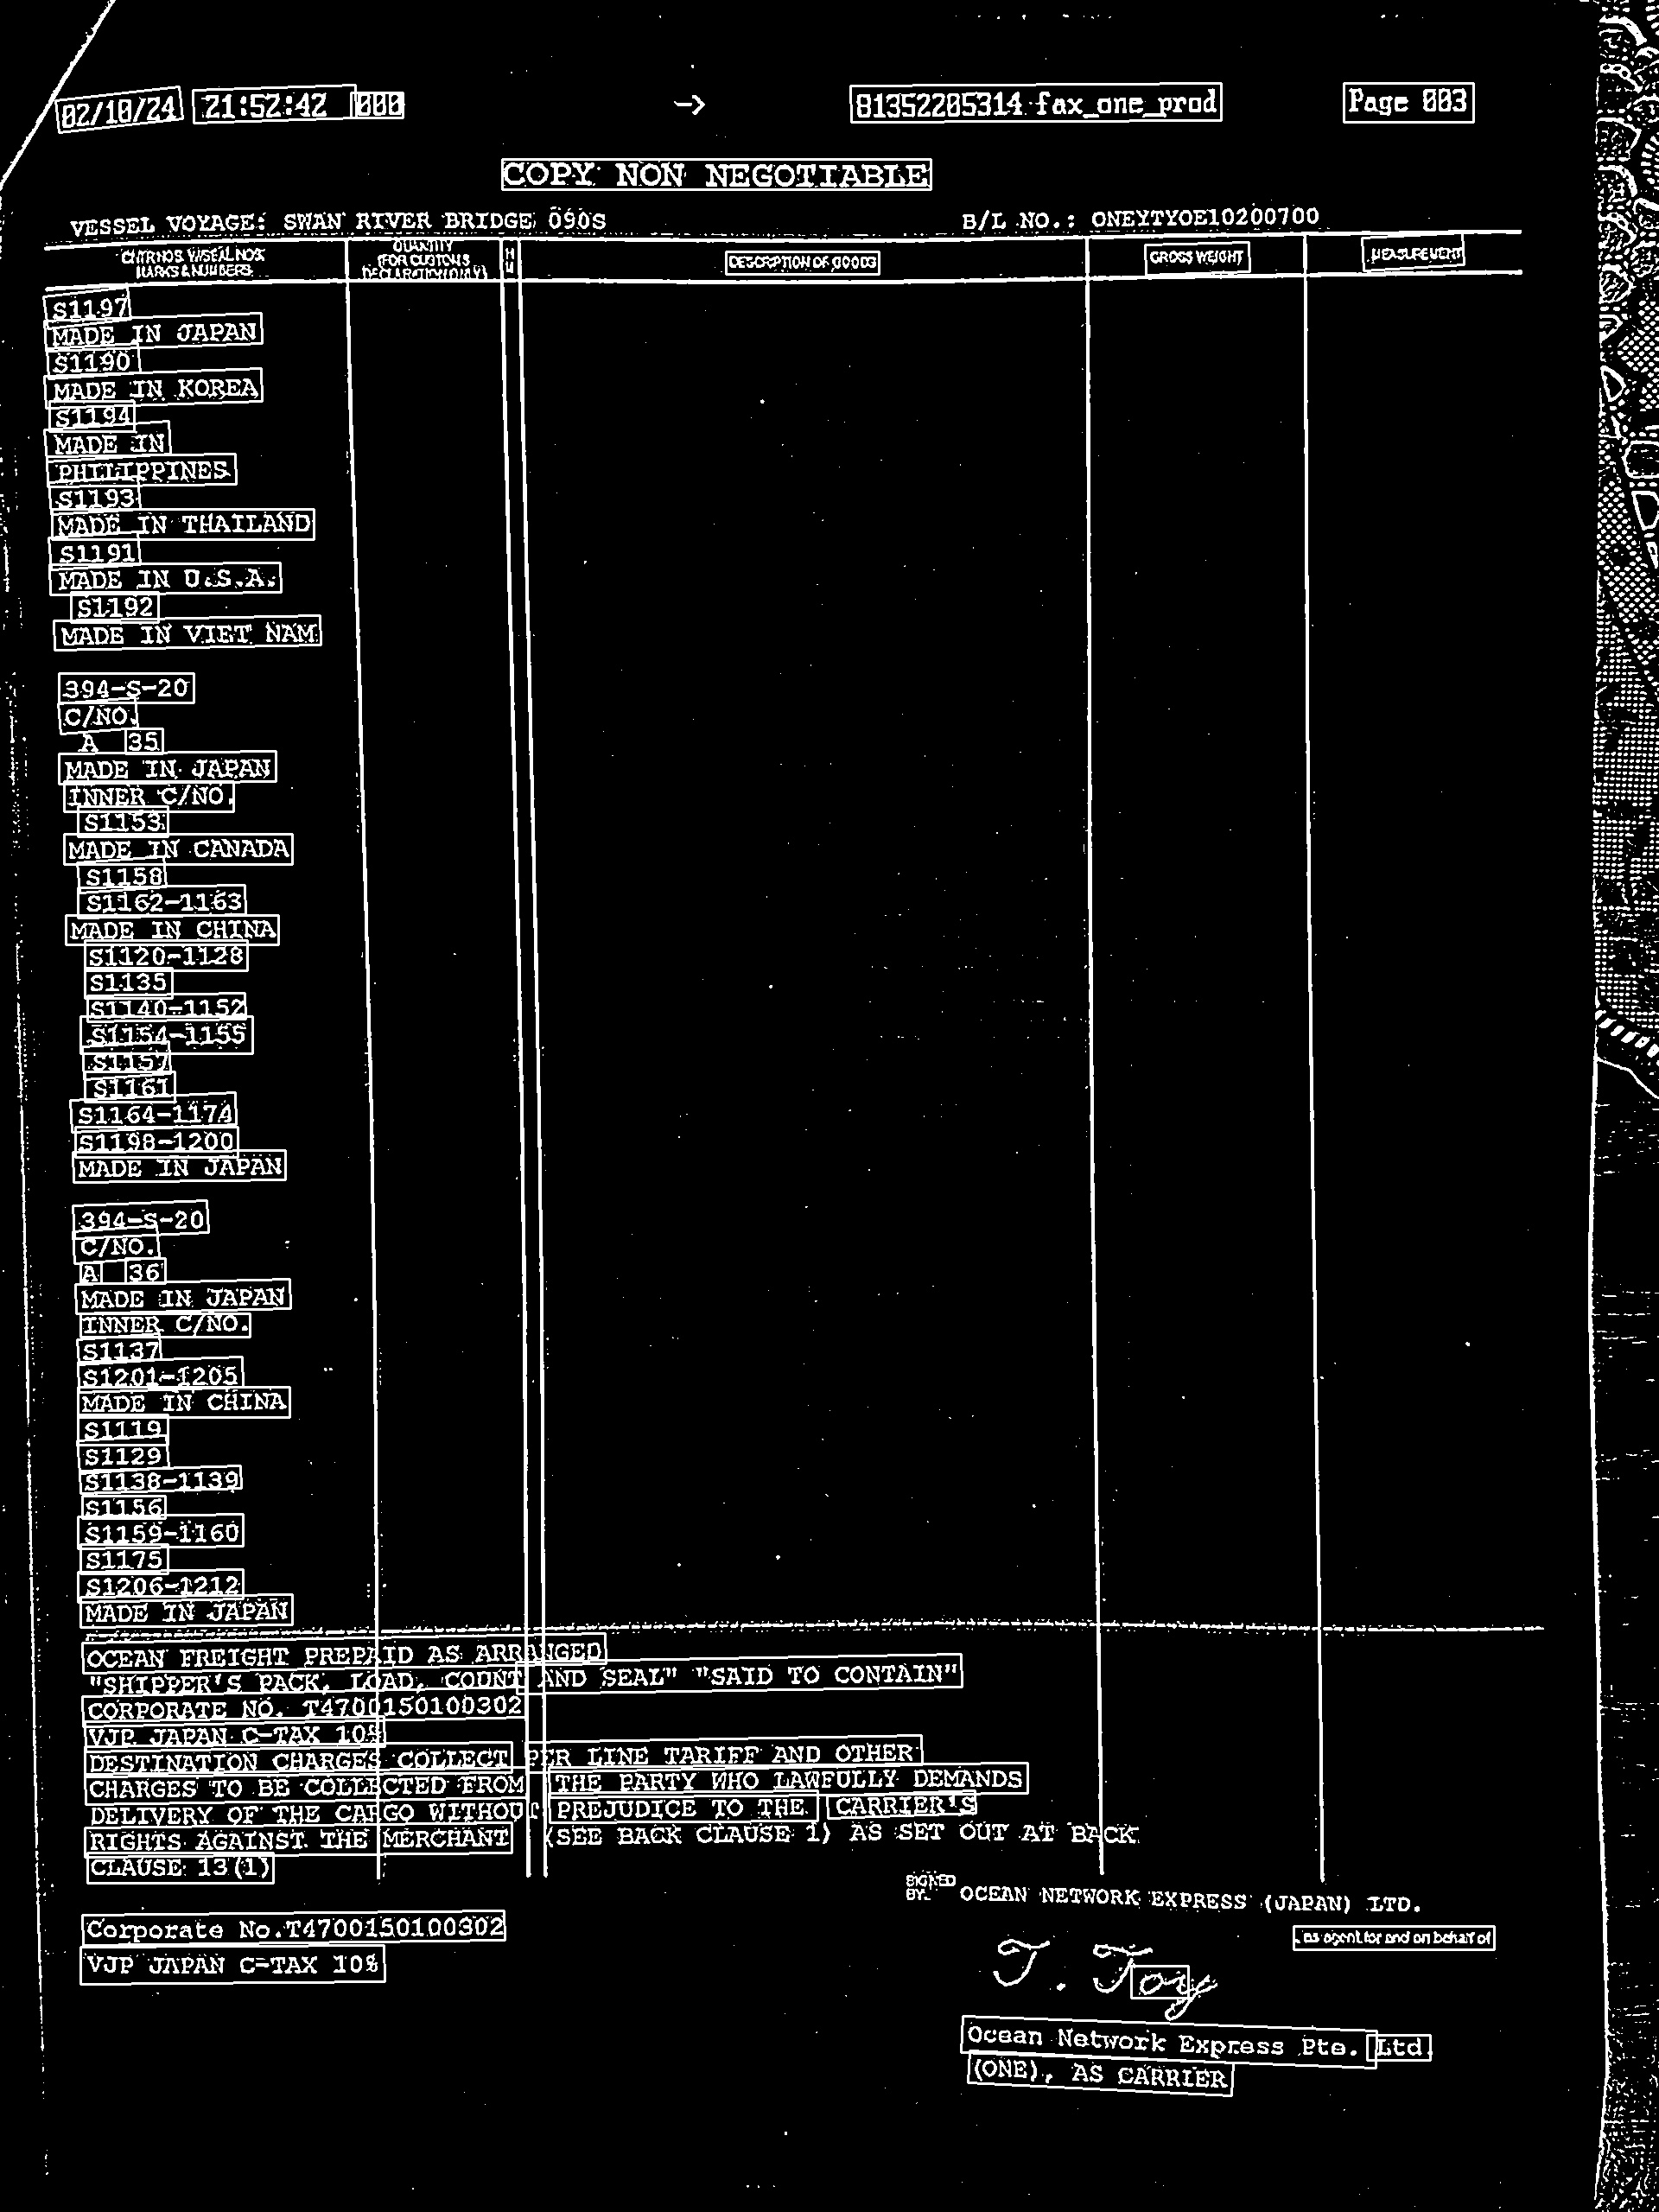 02/10/24 21:52:42 000 -> 81352205314 fax_one_prod Page 003
COPY NON NEGOTIABLE
VESSEL VOYAGE: SWAN RIVER BRIDGE 090S B/L NO.: ONEYTYOE10200700
CNTR NOS. W/SEAL NOS. MARKS & NUMBERS QUANTITY (FOR CUSTOMS DECLARATION ONLY) H M DESCRIPTION OF GOODS GROSS WEIGHT MEASUREMENT
S1197
MADE IN JAPAN
S1190
MADE IN KOREA
S1194
MADE IN
PHILIPPINES
S1193
MADE IN THAILAND
S1191
MADE IN U.S.A.
S1192
MADE IN VIET NAM
394-S-20
C/NO.
A 35
MADE IN JAPAN
INNER C/NO.
S1153
MADE IN CANADA
S1158
S1162-1163
MADE IN CHINA
S1120-1128
S1135
S1140-1152
S1154-1155
S1157
S1161
S1164-1174
S1198-1200
MADE IN JAPAN
394-S-20
C/NO.
A 36
MADE IN JAPAN
INNER C/NO.
S1137
S1201-1205
MADE IN CHINA
S1119
S1129
S1138-1139
S1156
S1159-1160
S1175
S1206-1212
MADE IN JAPAN
OCEAN FREIGHT PREPAID AS ARRANGED
"SHIPPER'S PACK, LOAD, COUNT AND SEAL" "SAID TO CONTAIN"
CORPORATE NO. T4700150100302
VJP JAPAN C-TAX 10%
DESTINATION CHARGES COLLECT PER LINE TARIFF AND OTHER
CHARGES TO BE COLLECTED FROM THE PARTY WHO LAWFULLY DEMANDS
DELIVERY OF THE CARGO WITHOUT PREJUDICE TO THE CARRIER'S
RIGHTS AGAINST THE MERCHANT (SEE BACK CLAUSE 1) AS SET OUT AT BACK
CLAUSE 13(1)
SIGNED BY: OCEAN NETWORK EXPRESS (JAPAN) LTD.
Corporate No.T4700150100302
, as agent for and on behalf of
VJP JAPAN C-TAX 10%
T. Toy
Ocean Network Express Pte. Ltd.
(ONE), AS CARRIER